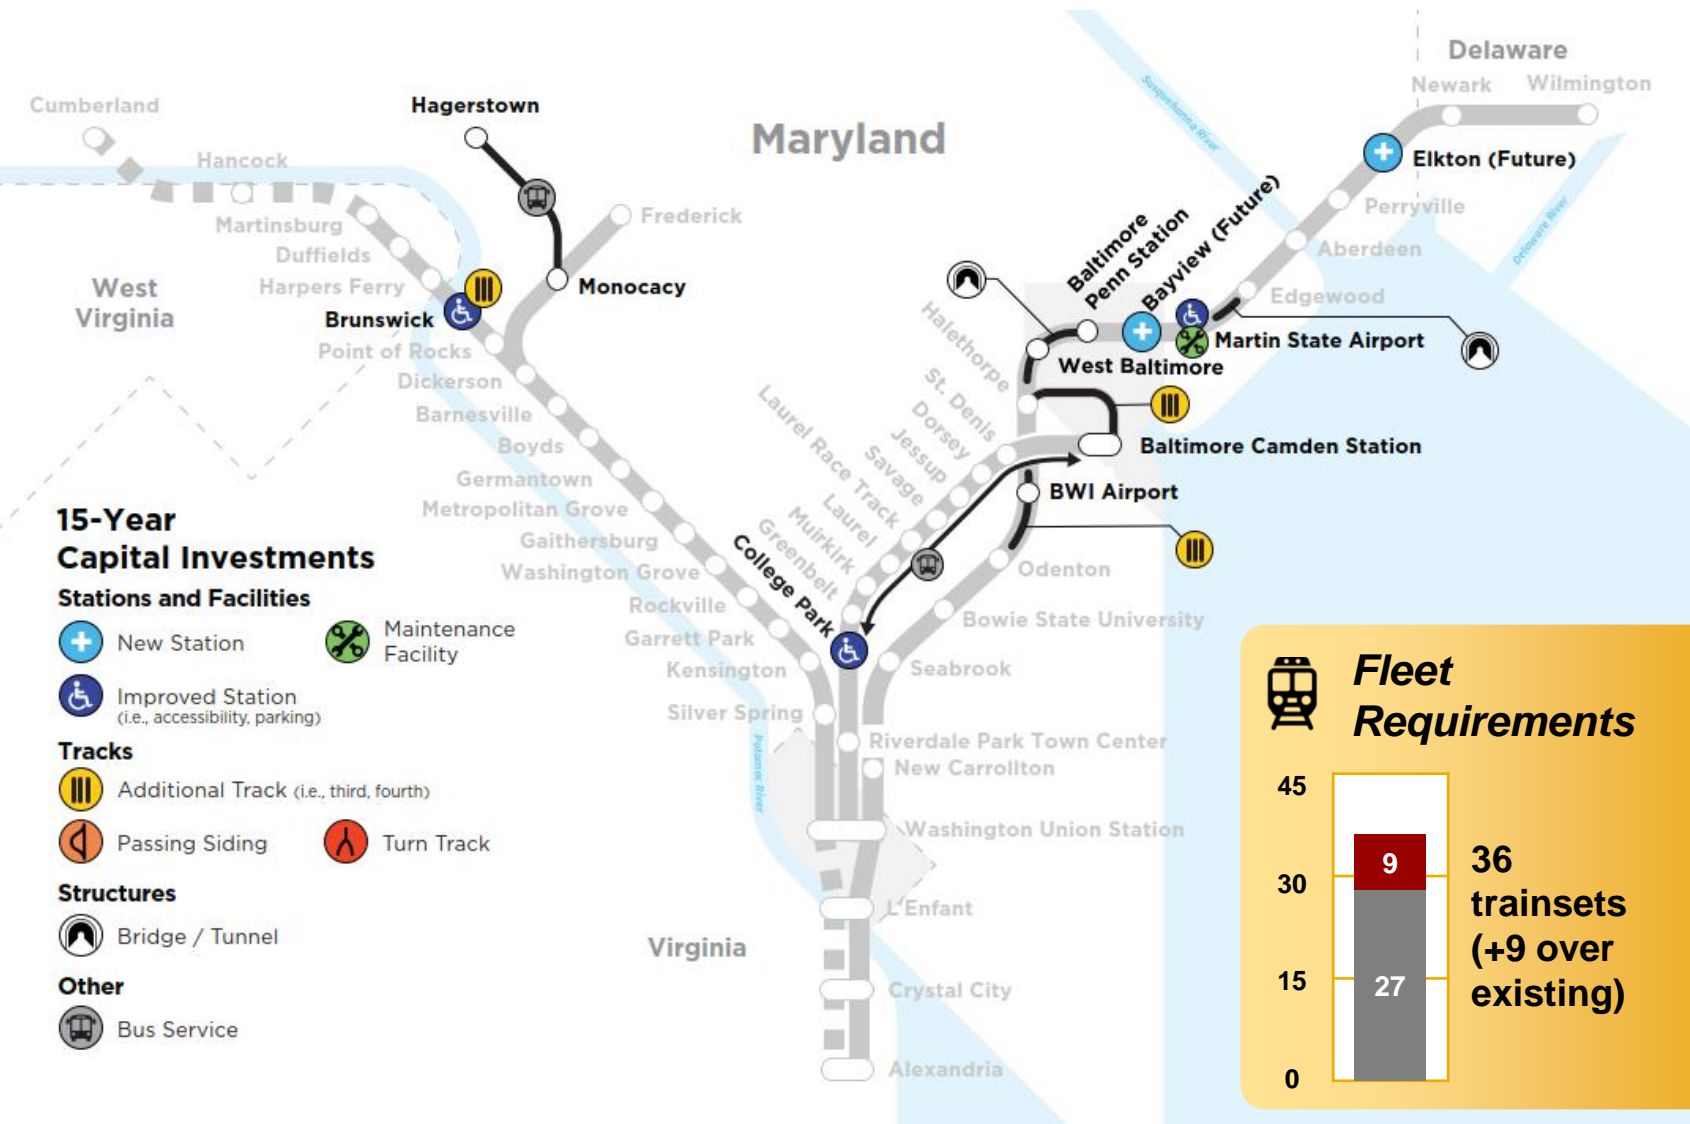 Delaware
Newark
Wilmington
Cumberland
Hagerstown
Maryland
Susquehanna River
Hancock
Elkton (Future)
Martinsburg
Frederick
Perryville
Delaware River
Duffields
Baltimore
Penn Station
Bayview (Future)
Aberdeen
West
Virginia
Harpers Ferry
Monocacy
Edgewood
Brunswick
Halethorpe
Martin State Airport
Point of Rocks
West Baltimore
Dickerson
St. Denis
Barnesville
Dorsey
Laurel Race Track
Jessup
Boyds
Savage
Baltimore Camden Station
Germantown
BWI Airport
Metropolitan Grove
Laurel
Muirkirk
Gaithersburg
Greenbelt
Washington Grove
College Park
Odenton
Rockville
Bowie State University
Garrett Park
Kensington
Seabrook
Silver Spring
Riverdale Park Town Center
New Carrollton
Potomac River
Washington Union Station
L'Enfant
Virginia
Crystal City
Alexandria
15-Year
Capital Investments
Stations and Facilities
New Station
Maintenance
Facility
Improved Station
(i.e., accessibility, parking)
Tracks
Additional Track (i.e., third, fourth)
Passing Siding
Turn Track
Structures
Bridge / Tunnel
Other
Bus Service
Fleet
Requirements
45
30
15
0
9
27
36
trainsets
(+9 over
existing)